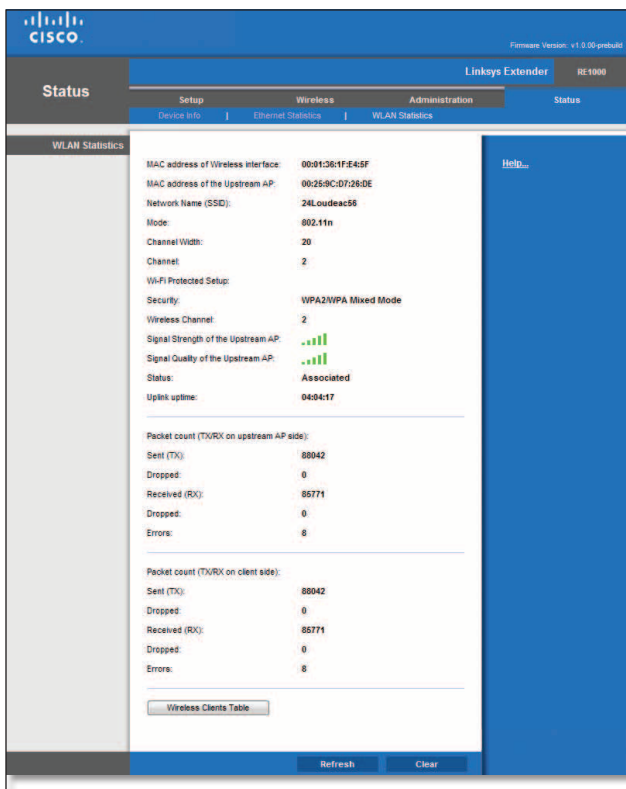 CISCO.
Firmware Version: v1.0.00-prebuild
Linksys Extender RE1000
Status
Setup Wireless Administration Status
Device Info | Ethernet Statistics | WLAN Statistics
WLAN Statistics
Help...
MAC address of Wireless interface: 00:01:36:1F:E4:5F
MAC address of the Upstream AP: 00:25:9C:D7:26:DE
Network Name (SSID): 24Loudeac56
Mode: 802.11n
Channel Width: 20
Channel: 2
Wi-Fi Protected Setup:
Security: WPA2/WPA Mixed Mode
Wireless Channel: 2
Signal Strength of the Upstream AP:
Signal Quality of the Upstream AP:
Status: Associated
Uplink uptime: 04:04:17
Packet count (TX/RX on upstream AP side):
Sent (TX): 88042
Dropped: 0
Received (RX): 85771
Dropped: 0
Errors: 8
Packet count (TX/RX on client side):
Sent (TX): 88042
Dropped: 0
Received (RX): 85771
Dropped: 0
Errors: 8
Wireless Clients Table
Refresh Clear